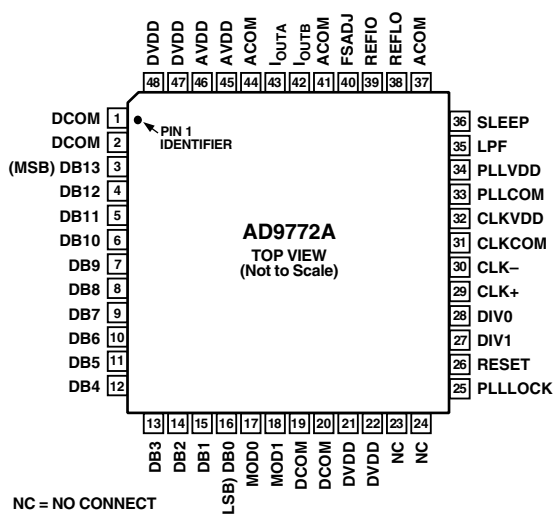 DVDD DVDD AVDD AVDD ACOM IOUTA IOUTB ACOM FSADJ REFIO REFLO ACOM
48 47 46 45 44 43 42 41 40 39 38 37
DCOM 1
DCOM 2
(MSB) DB13 3
DB12 4
DB11 5
DB10 6
DB9 7
DB8 8
DB7 9
DB6 10
DB5 11
DB4 12
PIN 1
IDENTIFIER
AD9772A
TOP VIEW
(Not to Scale)
36 SLEEP
35 LPF
34 PLLVDD
33 PLLCOM
32 CLKVDD
31 CLKCOM
30 CLK–
29 CLK+
28 DIV0
27 DIV1
26 RESET
25 PLLLOCK
13 14 15 16 17 18 19 20 21 22 23 24
DB3 DB2 DB1 LSB) DB0 MOD0 MOD1 DCOM DCOM DVDD DVDD NC NC
NC = NO CONNECT